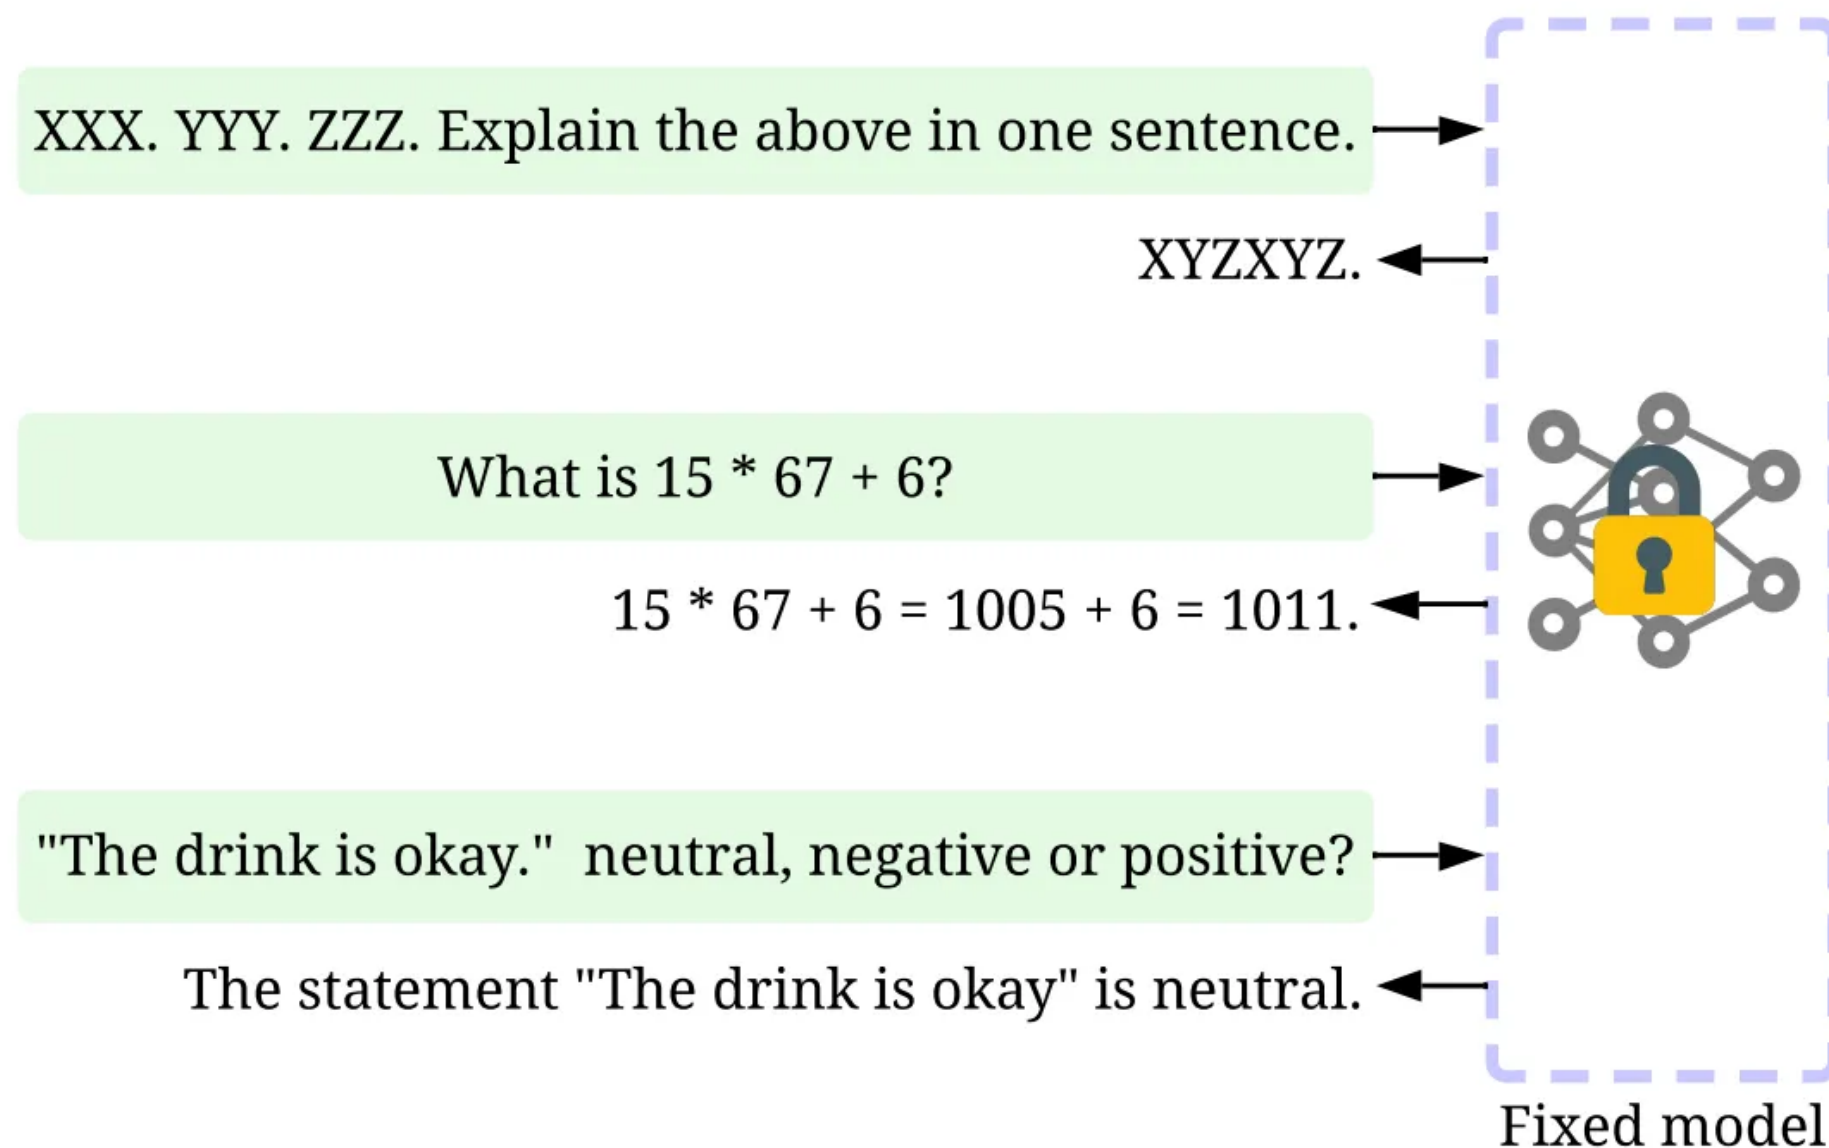 XXX. YYY. ZZZ. Explain the above in one sentence.
XYZXYZ.
What is 15 * 67 + 6?
15 * 67 + 6 = 1005 + 6 = 1011.
"The drink is okay."  neutral, negative or positive?
The statement "The drink is okay" is neutral.
Fixed model